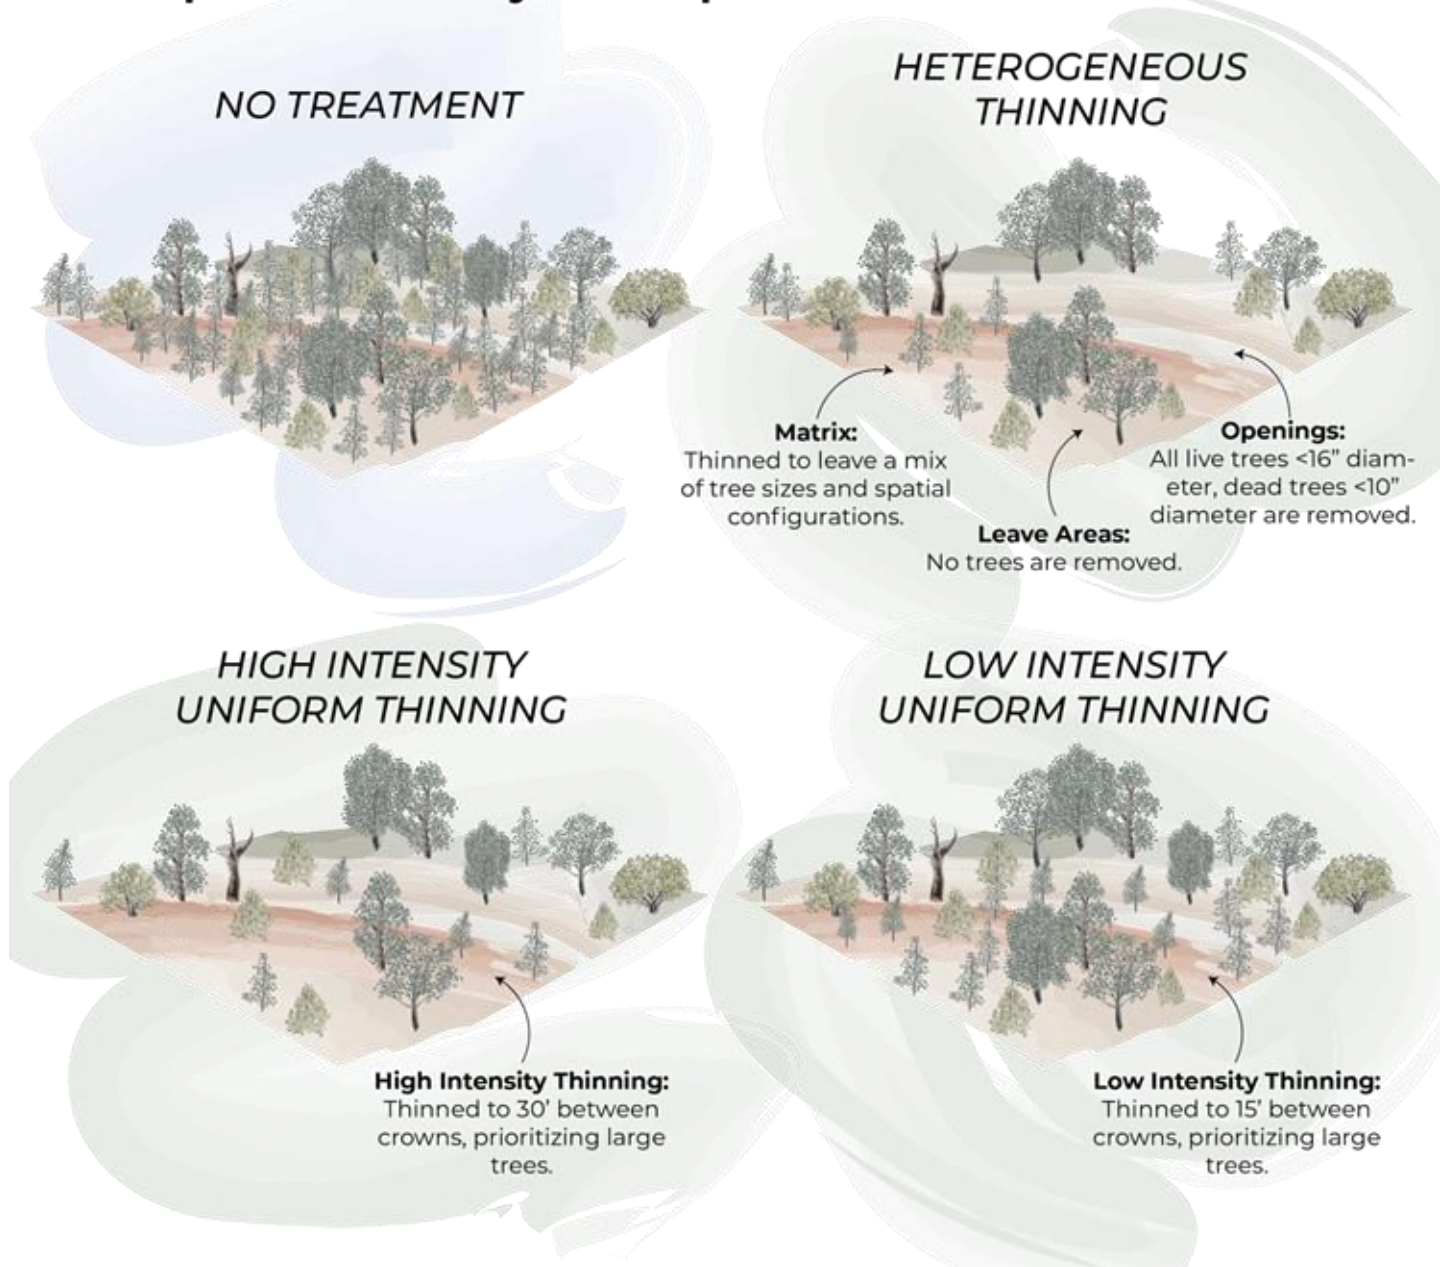 NO TREATMENT
HETEROGENEOUS
THINNING
Matrix:
Thinned to leave a mix
of tree sizes and spatial
configurations.
Leave Areas:
No trees are removed.
Openings:
All live trees <16” diam-
eter, dead trees <10”
diameter are removed.
HIGH INTENSITY
UNIFORM THINNING
High Intensity Thinning:
Thinned to 30’ between
crowns, prioritizing large
trees.
LOW INTENSITY
UNIFORM THINNING
Low Intensity Thinning:
Thinned to 15’ between
crowns, prioritizing large
trees.